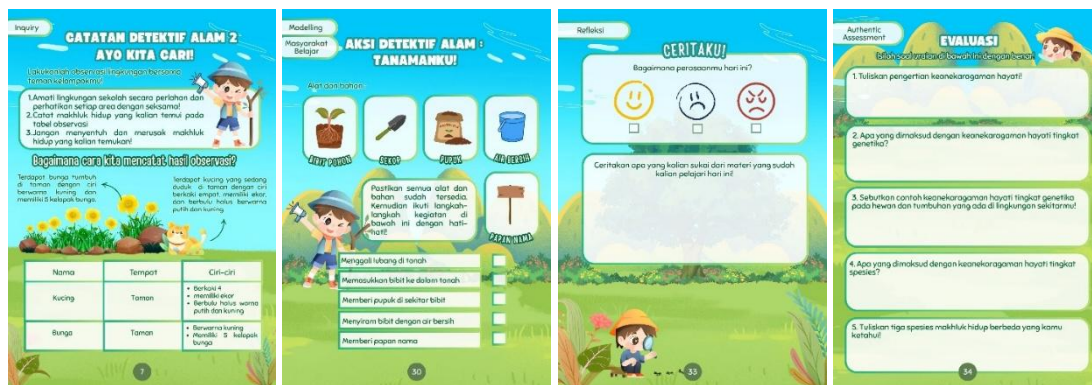 Inquiry
CATATAN DETEKTIF ALAM 2
AYO KITA CARI!
Lakukanlah observasi lingkungan bersama
teman kelompokmu!
1.Amati lingkungan sekolah secara perlahan dan
perhatikan setiap area dengan seksama!
2.Catat makhluk hidup yang kalian temui pada
tabel observasi
3.Jangan menyentuh dan merusak makhluk
hidup yang kalian temukan!
Bagaimana cara kita mencatat hasil observasi?
Terdapat bunga tumbuh
di taman dengan ciri
berwarna kuning dan
memiliki 5 kelopak bunga.
Terdapat kucing yang sedang
duduk di taman dengan ciri
berkaki empat, memiliki ekor,
dan berbulu halus berwarna
putih dan kuning.
Nama Tempat Ciri-ciri
Kucing Taman
• Berkaki 4
• memiliki ekor
• Berbulu halus warna
putih dan kuning
Bunga Taman
• Berwarna kuning
• Memiliki 5 kelopak
bunga
7
Modelling
Masyarakat
Belajar
AKSI DETEKTIF ALAM :
TANAMANKU!
Alat dan bahan :
BIBIT POHON
SEKOP
PUPUK
AIR BERSIH
Pastikan semua alat dan
bahan sudah tersedia.
Kemudian ikuti langkah-
langkah kegiatan di
bawah ini dengan hati-
hati!
PAPAN NAMA
Menggali lubang di tanah
Memasukkan bibit ke dalam tanah
Memberi pupuk di sekitar bibit
Menyiram bibit dengan air bersih
Memberi papan nama
30
Refleksi
CERITAKU!
Bagaimana perasaanmu hari ini?
Ceritakan apa yang kalian sukai dari materi yang sudah
kalian pelajari hari ini!
33
Authentic
Assessment
EVALUASI
Isilah soal uraian di bawah ini dengan benar!
1. Tuliskan pengertian keanekaragaman hayati!
2. Apa yang dimaksud dengan keanekaragaman hayati tingkat
genetika?
3. Sebutkan contoh keanekaragaman hayati tingkat genetika
pada hewan dan tumbuhan yang ada di lingkungan sekitarmu!
4. Apa yang dimaksud dengan keanekaragaman hayati tingkat
spesies?
5. Tuliskan tiga spesies makhluk hidup berbeda yang kamu
ketahui!
34